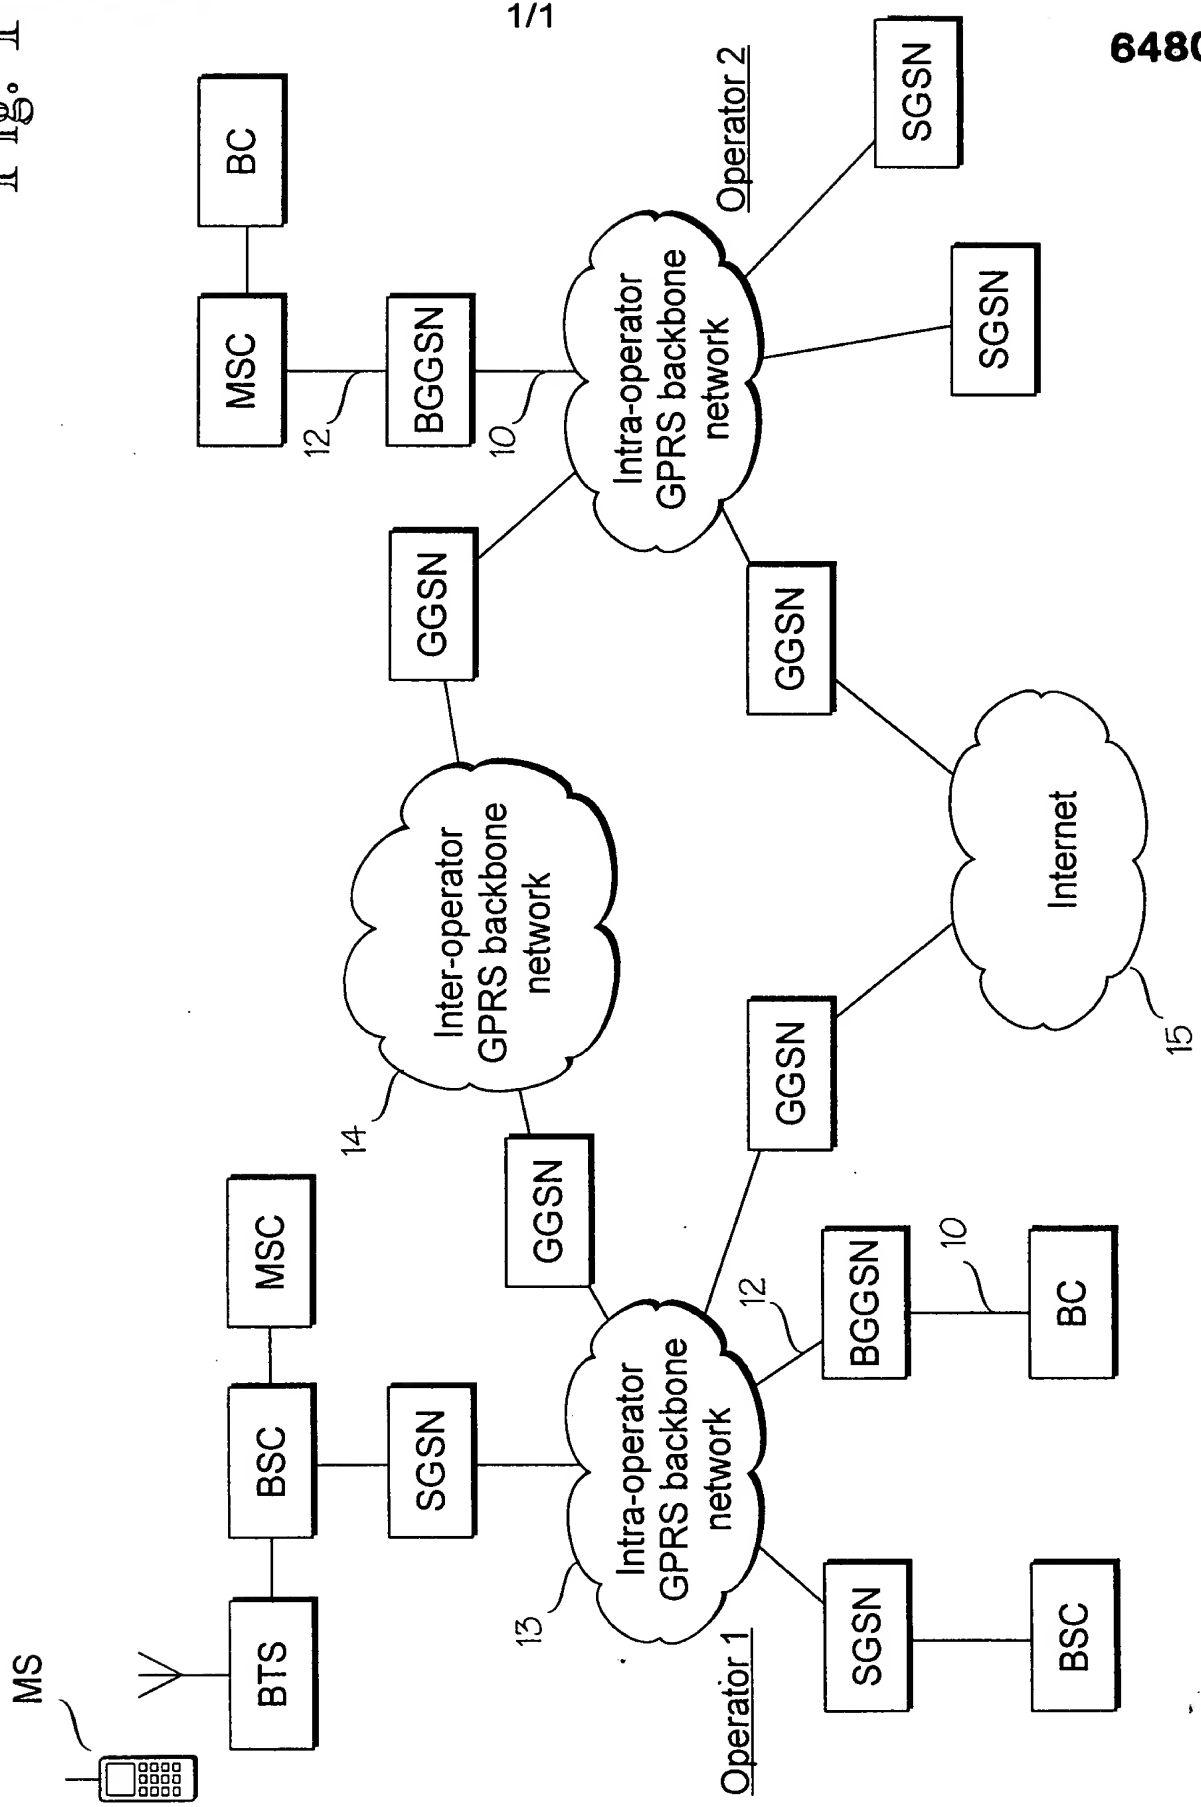 1/1
6480
Fig. 1
MS
BTS
BSC
MSC
SGSN
14
Inter-operator
GPRS backbone
network
GGSN
GGSN
MSC
BC
12
BGGSN
10
13
Intra-operator
GPRS backbone
network
Operator 1
SGSN
BSC
12
BGGSN
10
BC
GGSN
Internet
15
GGSN
Intra-operator
GPRS backbone
network
Operator 2
SGSN
SGSN